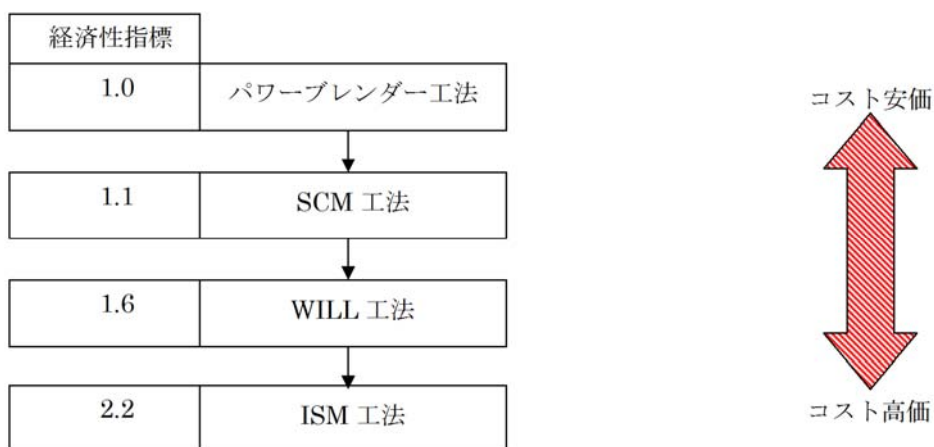 経済性指標
1.0 パワーブレンダー工法
1.1 SCM 工法
1.6 WILL 工法
2.2 ISM 工法
コスト安価
コスト高価